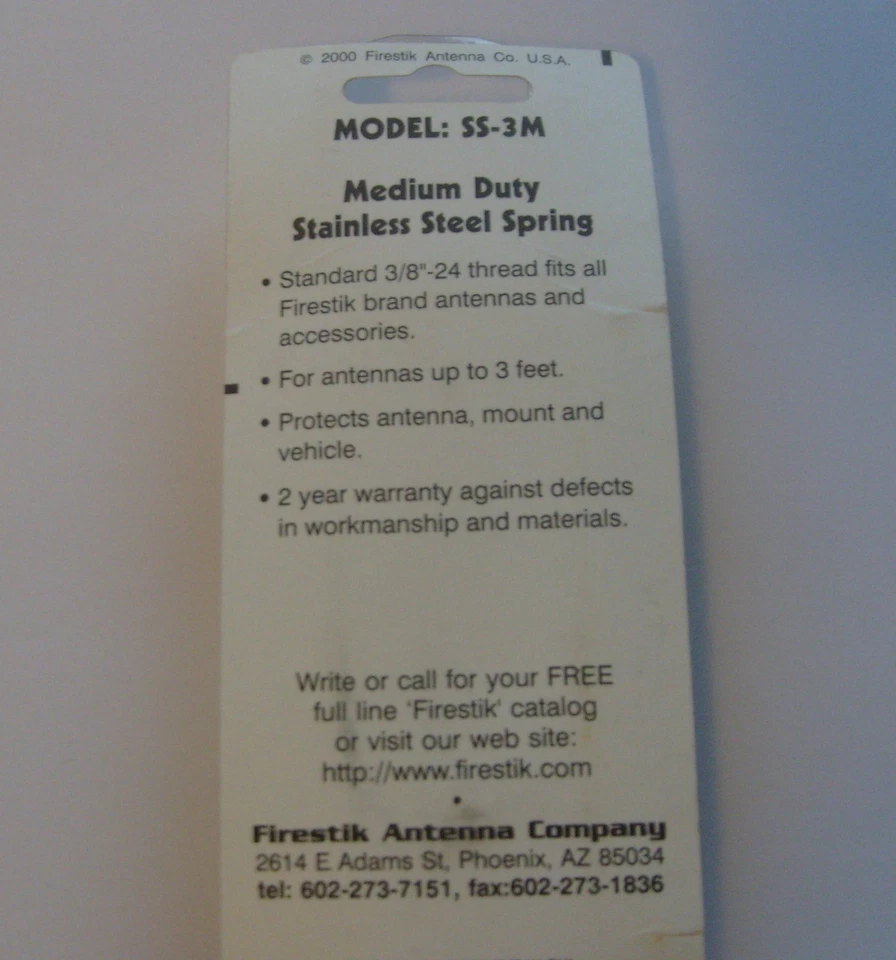 © 2000 Firestik Antenna Co. U.S.A.
MODEL: SS-3M
Medium Duty
Stainless Steel Spring
• Standard 3/8"-24 thread fits all
Firestik brand antennas and
accessories.
• For antennas up to 3 feet.
• Protects antenna, mount and
vehicle.
• 2 year warranty against defects
in workmanship and materials.
Write or call for your FREE
full line 'Firestik' catalog
or visit our web site:
http://www.firestik.com
•
Firestik Antenna Company
2614 E Adams St, Phoenix, AZ 85034
tel: 602-273-7151, fax:602-273-1836